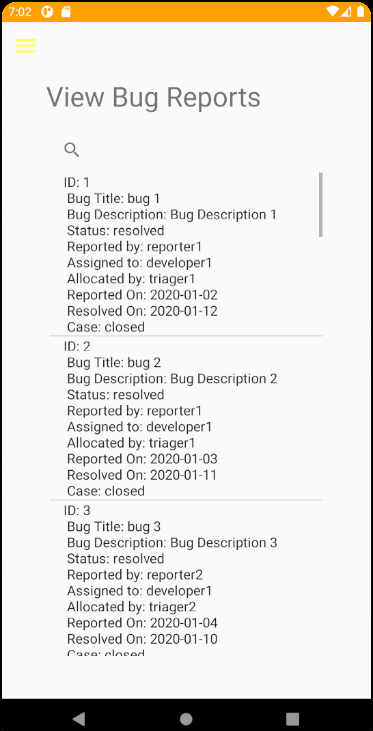 7:02
View Bug Reports
ID: 1
Bug Title: bug 1
Bug Description: Bug Description 1
Status: resolved
Reported by: reporter1
Assigned to: developer1
Allocated by: triager1
Reported On: 2020-01-02
Resolved On: 2020-01-12
Case: closed
ID: 2
Bug Title: bug 2
Bug Description: Bug Description 2
Status: resolved
Reported by: reporter1
Assigned to: developer1
Allocated by: triager1
Reported On: 2020-01-03
Resolved On: 2020-01-11
Case: closed
ID: 3
Bug Title: bug 3
Bug Description: Bug Description 3
Status: resolved
Reported by: reporter2
Assigned to: developer1
Allocated by: triager2
Reported On: 2020-01-04
Resolved On: 2020-01-10
Case: closed